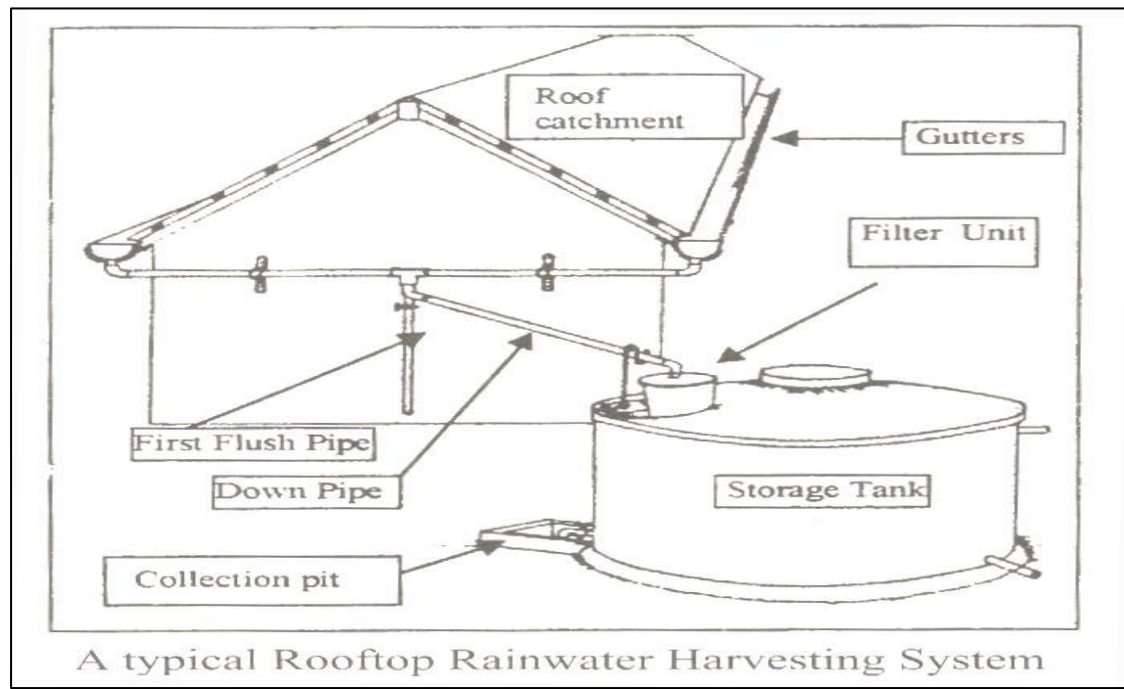 Roof
catchment
Gutters
Filter Unit
First Flush Pipe
Down Pipe
Storage Tank
Collection pit
A typical Rooftop Rainwater Harvesting System